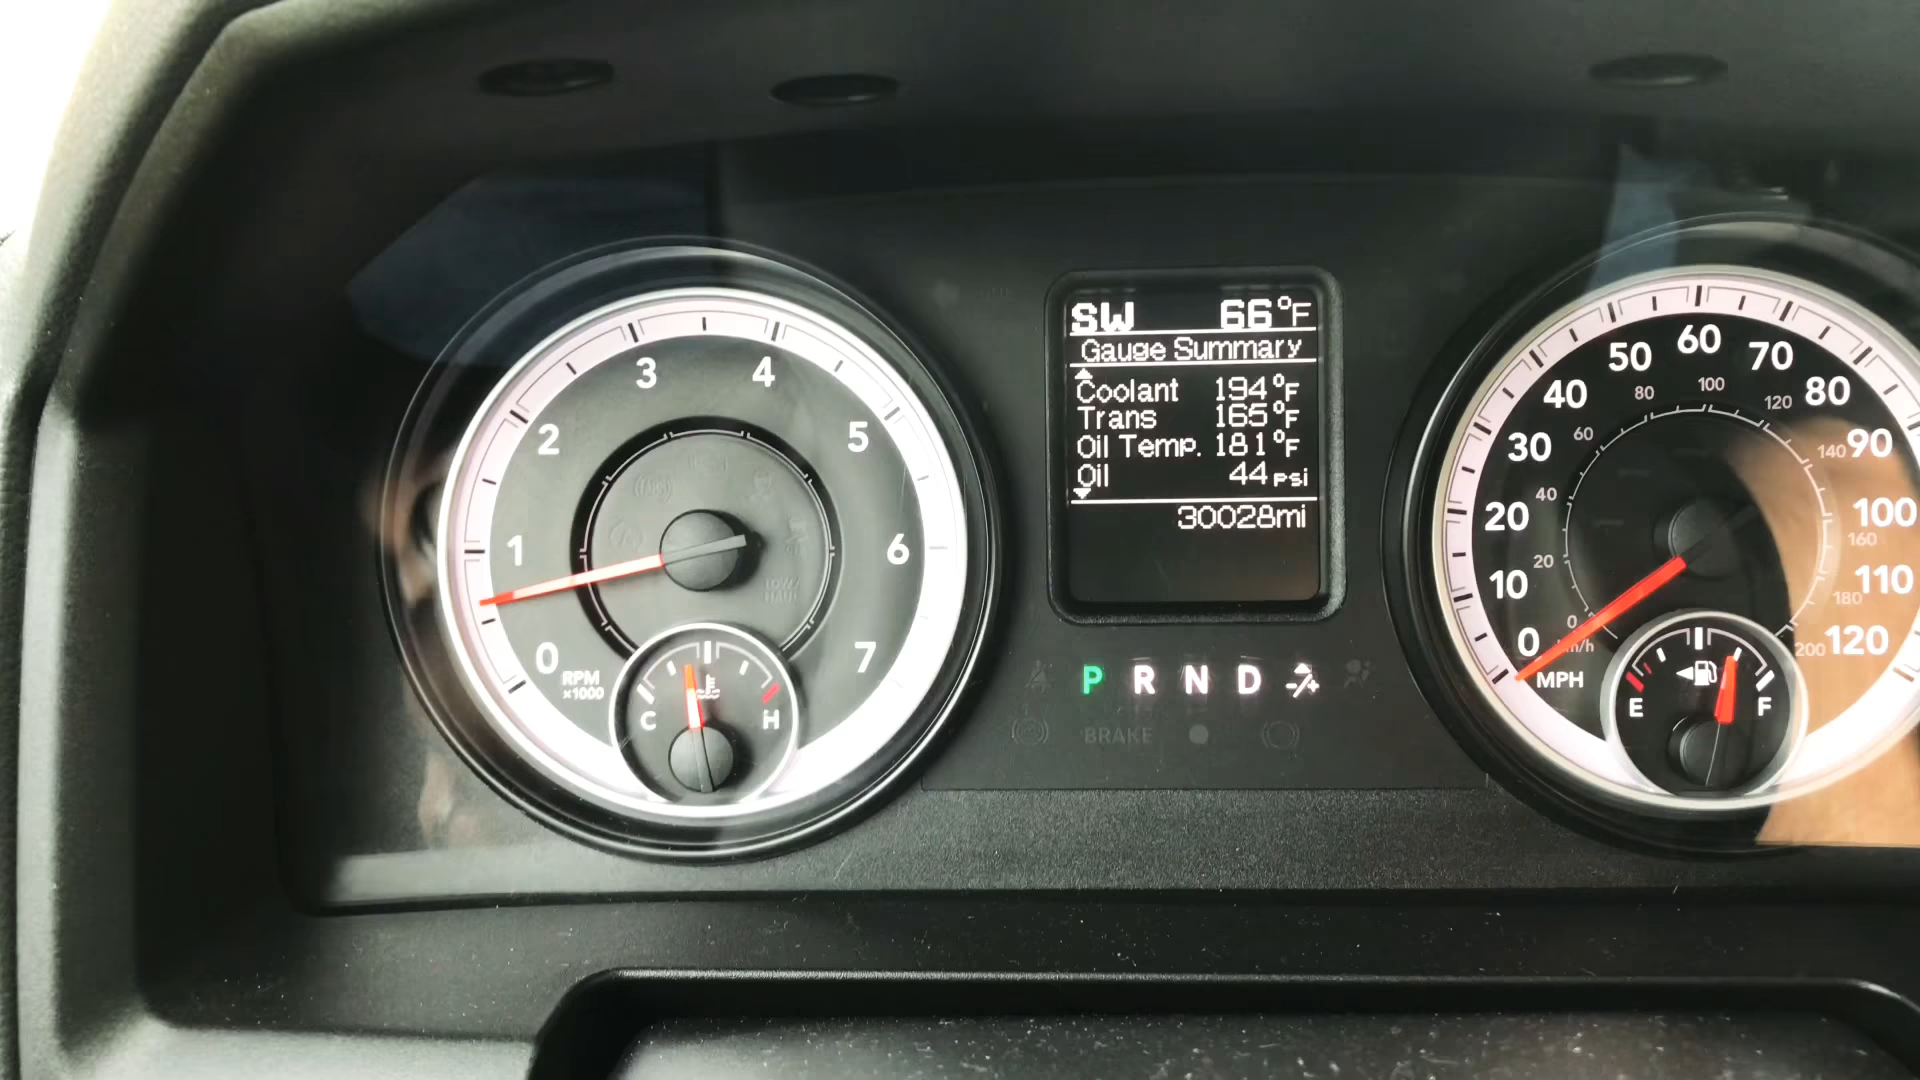 SW 66°F
Gauge Summary
Coolant 194°F
Trans 165°F
Oil Temp. 181°F
Oil 44 PSI
30028mi
0 1 2 3 4 5 6 7
RPM
x1000
C H
P R N D -/+
BRAKE
0 10 20 30 40 50 60 70 80 90 100 110 120
MPH
0 20 40 60 80 100 120 140 160 180 200
km/h
E F